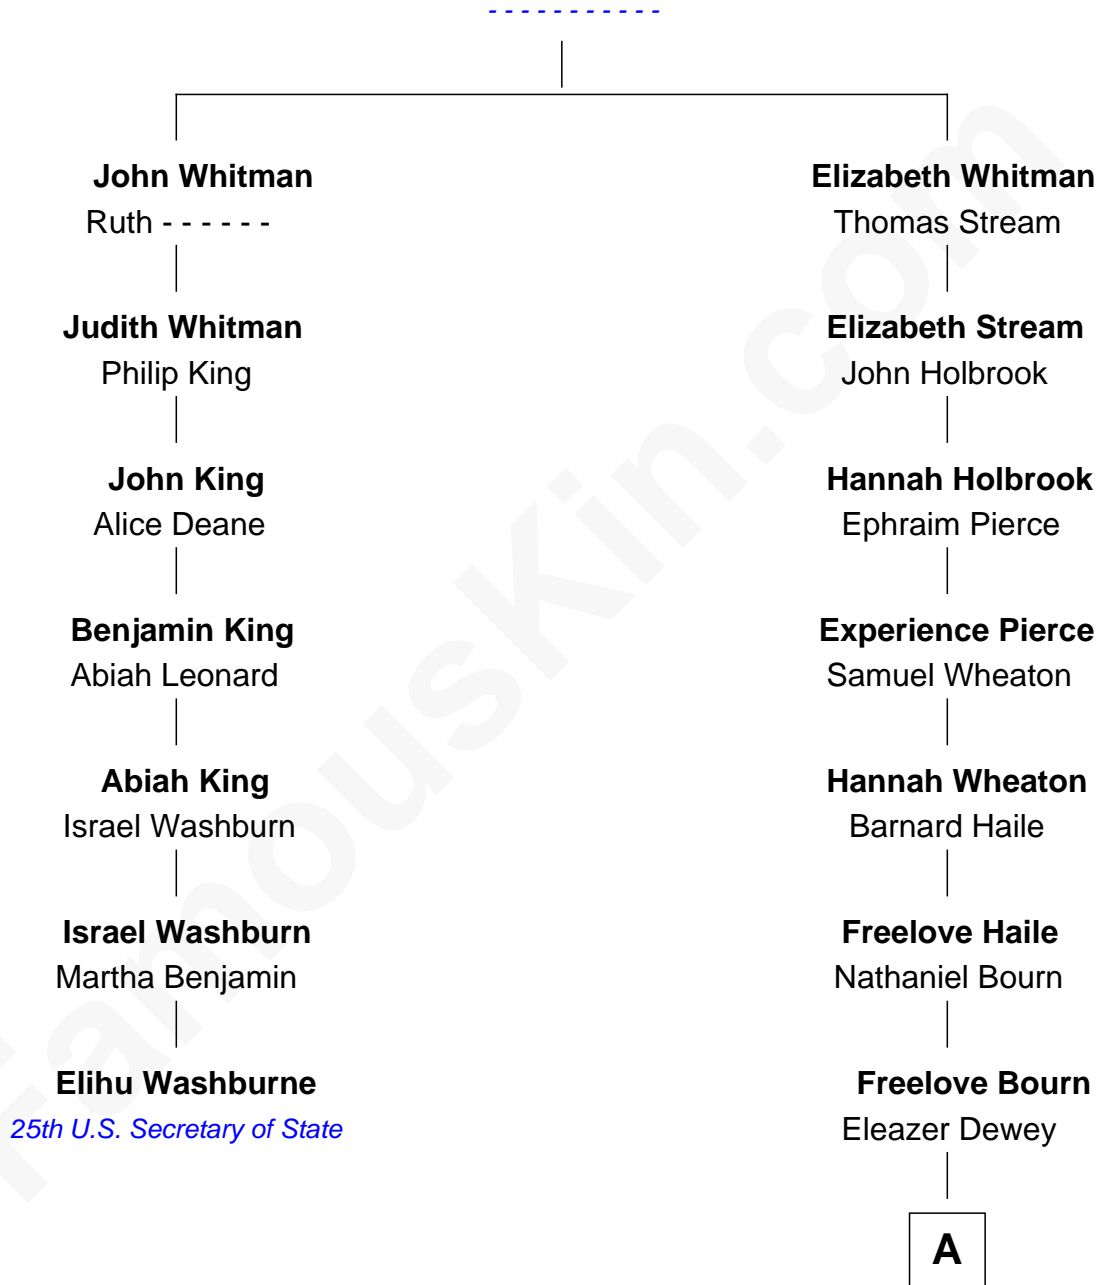 - - - - - - - - - - -
John Whitman
Ruth - - - - - -
Elizabeth Whitman
Thomas Stream
Judith Whitman
Philip King
Elizabeth Stream
John Holbrook
John King
Alice Deane
Hannah Holbrook
Ephraim Pierce
Benjamin King
Abiah Leonard
Experience Pierce
Samuel Wheaton
Abiah King
Israel Washburn
Hannah Wheaton
Barnard Haile
Israel Washburn
Martha Benjamin
Freelove Haile
Nathaniel Bourn
Elihu Washburne
25th U.S. Secretary of State
Freelove Bourn
Eleazer Dewey
A
FamousKin.com